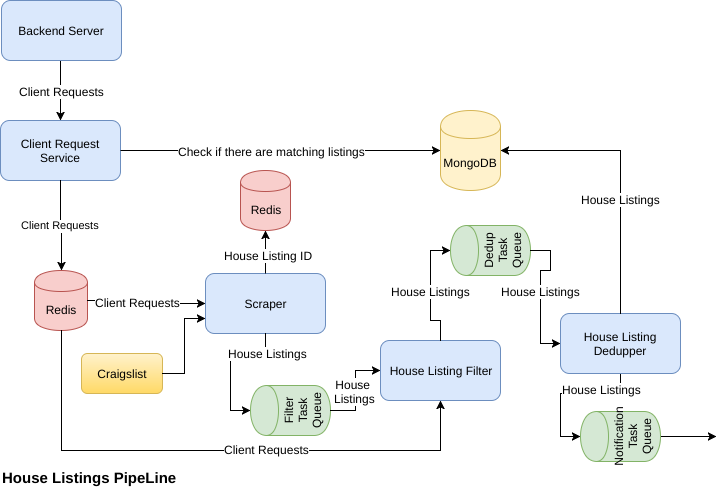 Backend Server
Client Requests
Client Request
Service
Check if there are matching listings
MongoDB
Redis
House Listings
Client Requests
House Listing ID
Dedup
Task
Queue
House Listings
House Listings
Redis
Client Requests
Scraper
House Listing
Dedupper
Craigslist
House Listings
House Listing Filter
House
Listings
House Listings
Filter
Task
Queue
Notification
Task
Queue
Client Requests
House Listings PipeLine